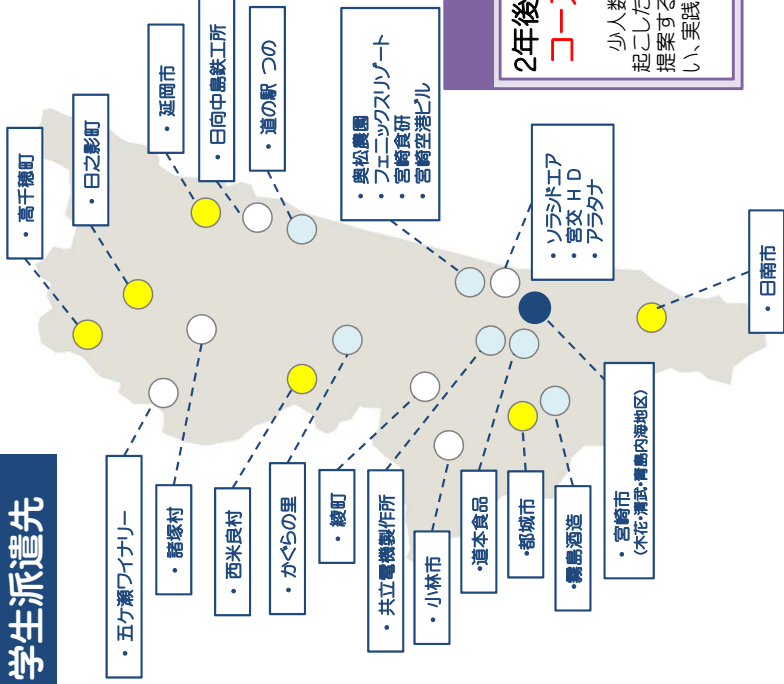 学生派遣先
・高千穂町
・日之影町
・延岡市
・日向中島鉄工所
・道の駅 つの
・奥松農園
・フェニックスリゾート
・宮崎食研
・宮崎空港ビル
・ソラシドエア
・宮交HD
・アラタナ
・日南市
・五ケ瀬ワイナリー
・諸塚村
・西米良村
・かぐらの里
・綾町
・共立電機製作所
・小林市
・道本食品
・都城市
・霧島酒造
・宮崎市
(木花・清武・青島内海地区)
2年後
コース
少人数
起こした
提案する
い、実践